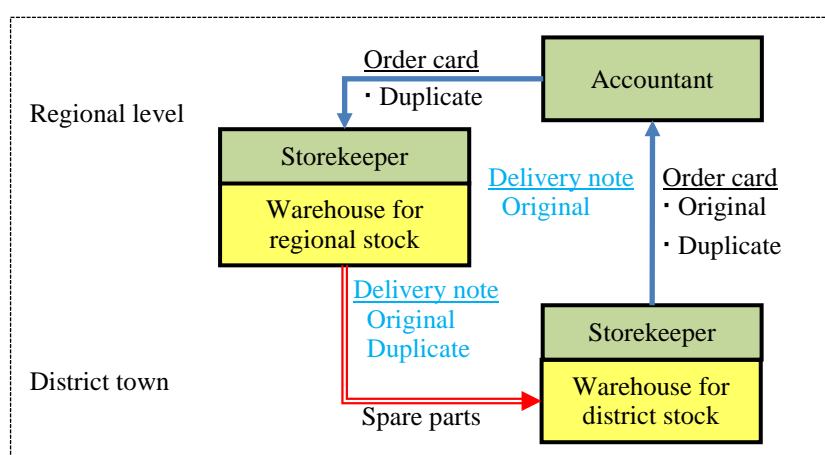 Order card
・Duplicate
Accountant
Regional level
Storekeeper
Warehouse for
regional stock
Delivery note
Original
Order card
・Original
・Duplicate
Delivery note
Original
Duplicate
Storekeeper
Warehouse for
district stock
District town
Spare parts